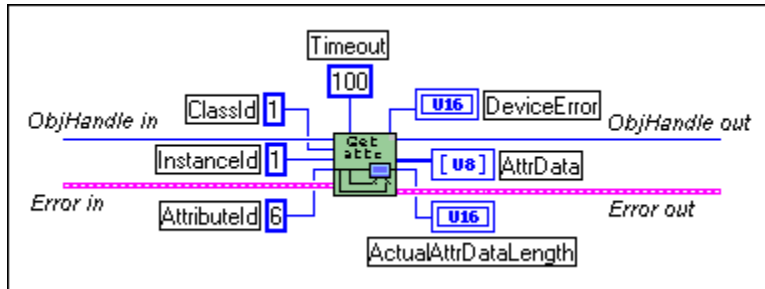 Timeout
100
ClassId 1
U16 DeviceError
ObjHandle in
ObjHandle out
Get
attr
InstanceId 1
[U8] AttrData
Error in
Error out
AttributeId 6
U16
ActualAttrDataLength